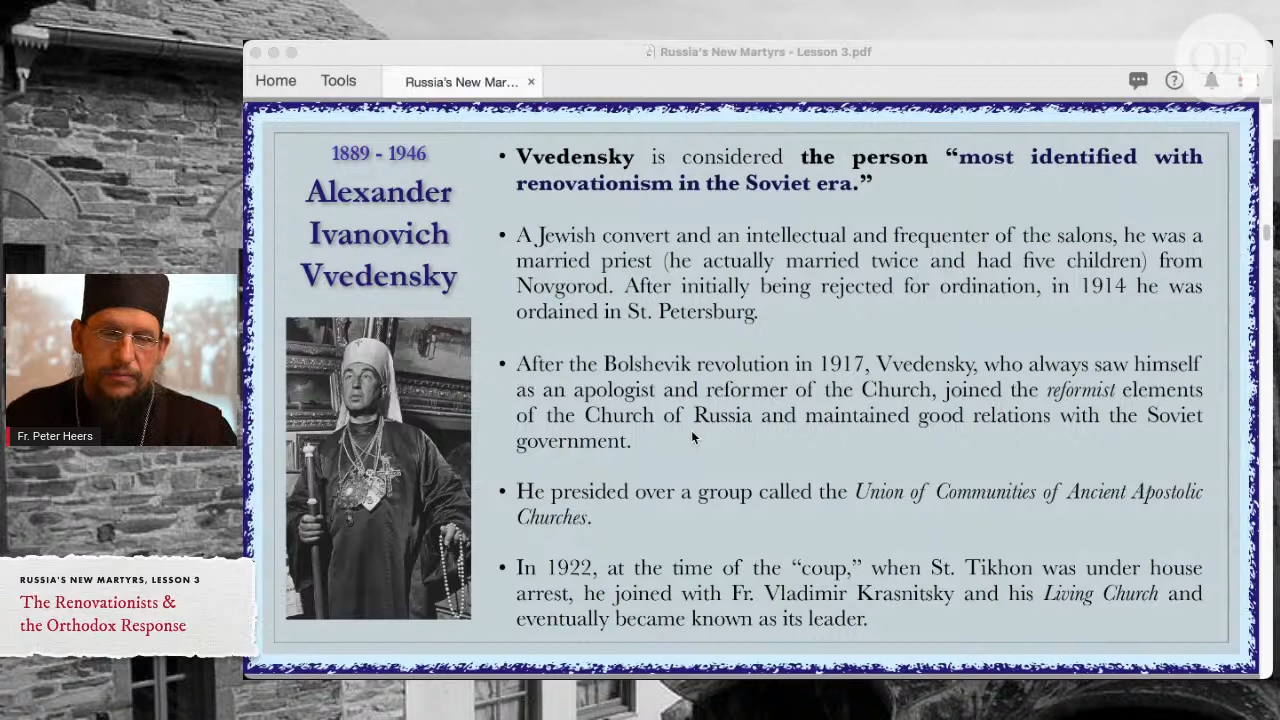 OE
Russia's New Martyrs - Lesson 3.pdf
Home
Tools
Russia's New Mar... ×
1889 - 1946
Alexander
Ivanovich
Vvedensky
• Vvedensky is considered the person “most identified with
renovationism in the Soviet era.”
• A Jewish convert and an intellectual and frequenter of the salons, he was a
married priest (he actually married twice and had five children) from
Novgorod. After initially being rejected for ordination, in 1914 he was
ordained in St. Petersburg.
• After the Bolshevik revolution in 1917, Vvedensky, who always saw himself
as an apologist and reformer of the Church, joined the reformist elements
of the Church of Russia and maintained good relations with the Soviet
government.
• He presided over a group called the Union of Communities of Ancient Apostolic
Churches.
• In 1922, at the time of the “coup,” when St. Tikhon was under house
arrest, he joined with Fr. Vladimir Krasnitsky and his Living Church and
eventually became known as its leader.
Fr. Peter Heers
RUSSIA'S NEW MARTYRS, LESSON 3
The Renovationists &
the Orthodox Response